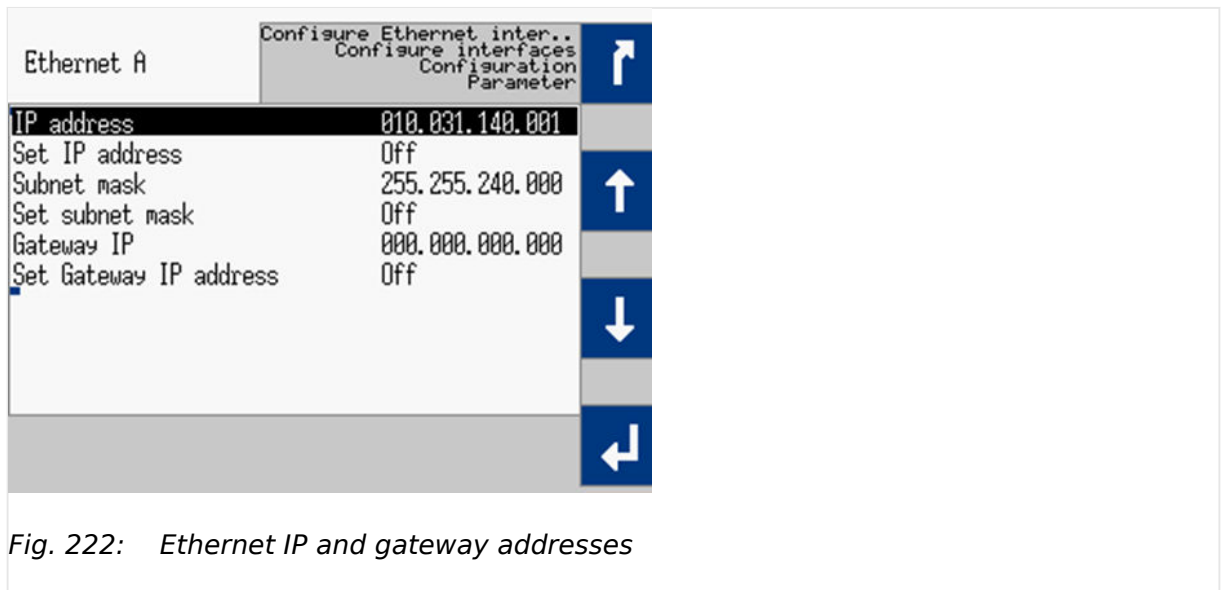 Ethernet A
Configure Ethernet inter..
Configure interfaces
Configuration
Parameter
IP address 010.031.140.001
Set IP address Off
Subnet mask 255.255.240.000
Set subnet mask Off
Gateway IP 000.000.000.000
Set Gateway IP address Off
Fig. 222: Ethernet IP and gateway addresses